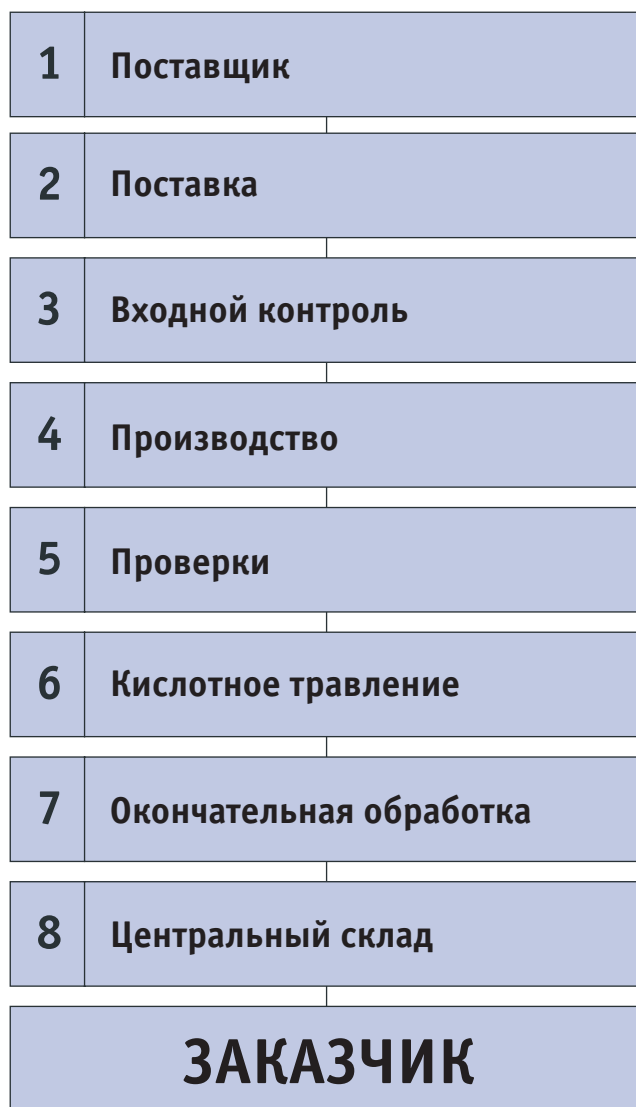 1 Поставщик
2 Поставка
3 Входной контроль
4 Производство
5 Проверки
6 Кислотное травление
7 Окончательная обработка
8 Центральный склад
ЗАКАЗЧИК